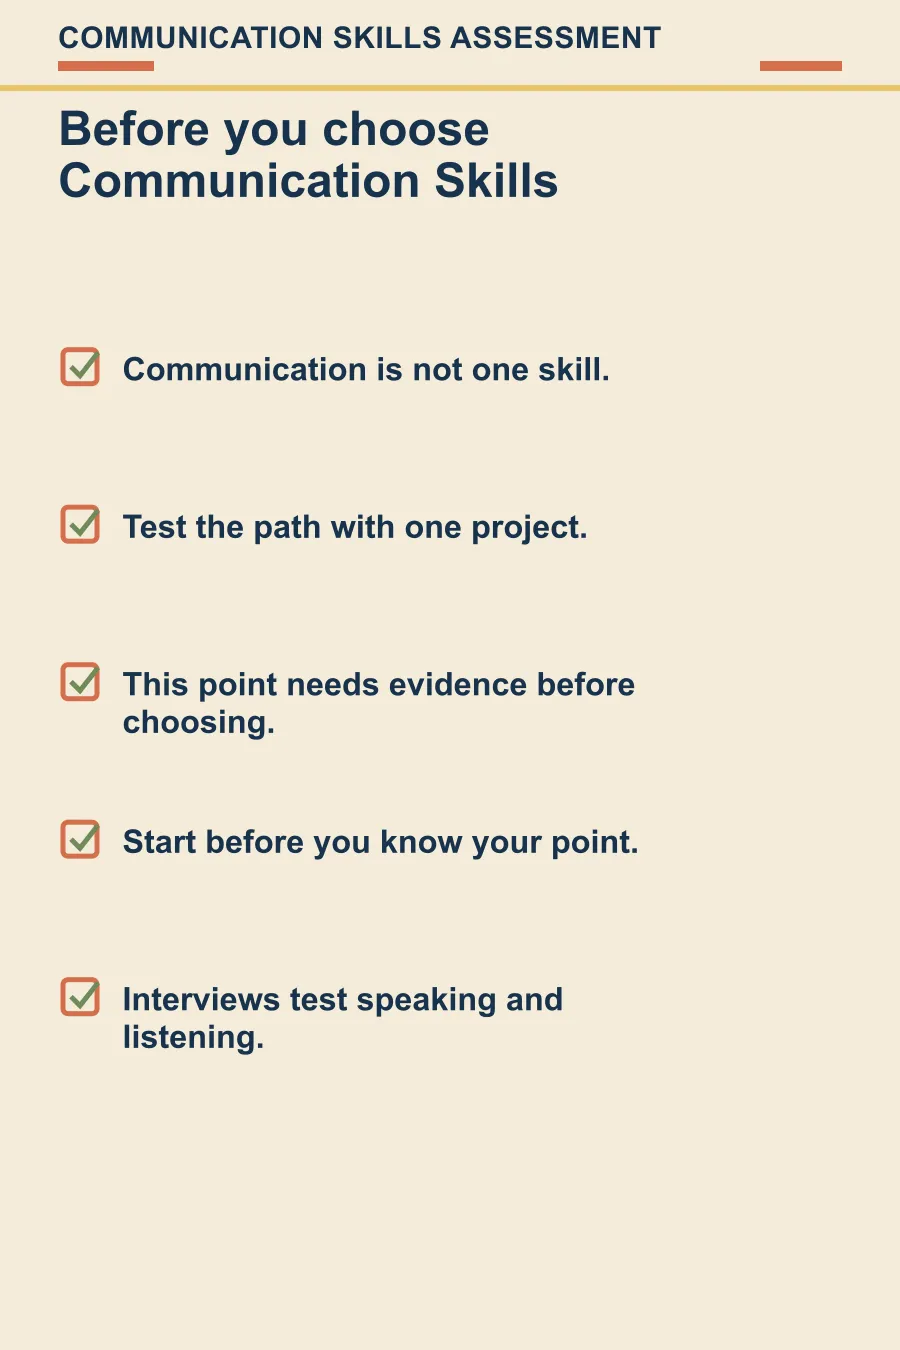 COMMUNICATION SKILLS ASSESSMENT
Before you choose
Communication Skills
Communication is not one skill.
Test the path with one project.
This point needs evidence before
choosing.
Start before you know your point.
Interviews test speaking and
listening.